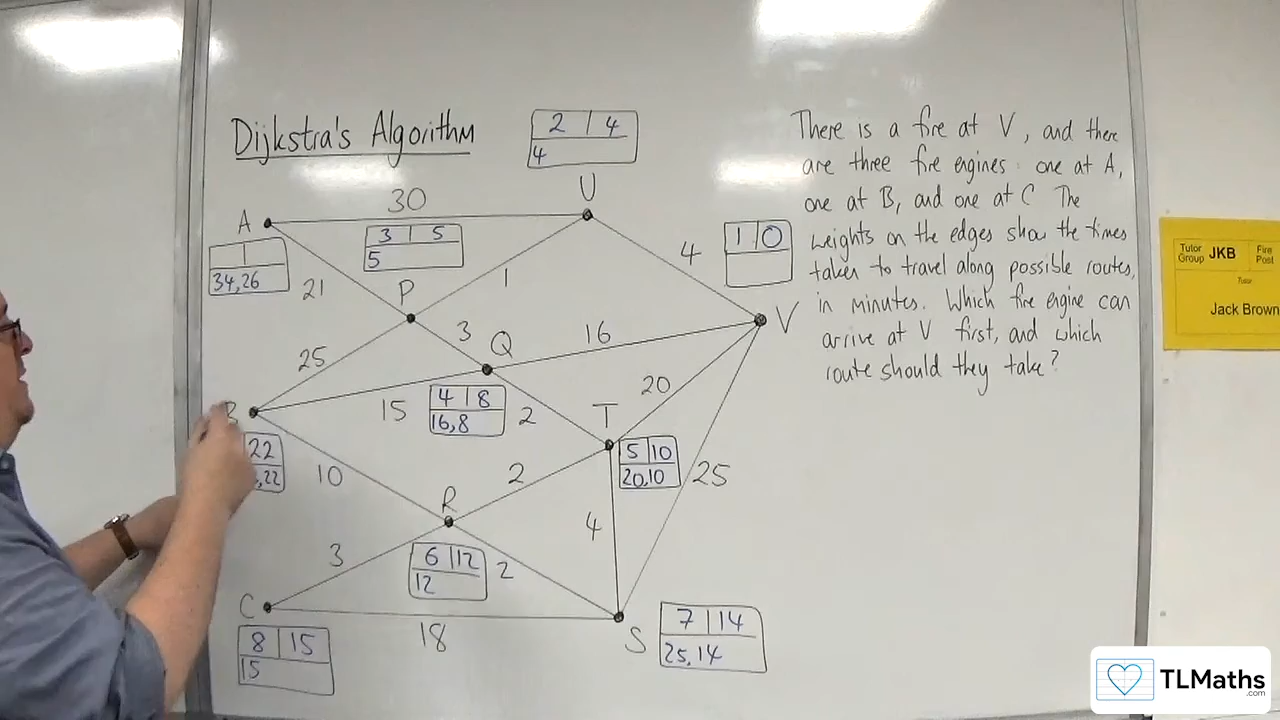 Dijkstra's Algorithm
2 | 4
4
U
A
30
3 | 5
5
34,26
21
P
1
4
1 | 0
V
25
3
Q
16
15
4 | 8
16,8
2
T
20
5 | 10
20,10
25
22
,22
10
R
2
4
3
6 | 12
12
2
C
18
S
8 | 15
15
7 | 14
25,14
There is a fire at V, and there
are three fire engines: one at A,
one at B, and one at C The
weights on the edges show the times
taken to travel along possible routes,
in minutes. Which fire engine can
arrive at V first, and which
route should they take?
Tutor Group JKB Fire Post
Tutor
Jack Brown
TLMaths
.com